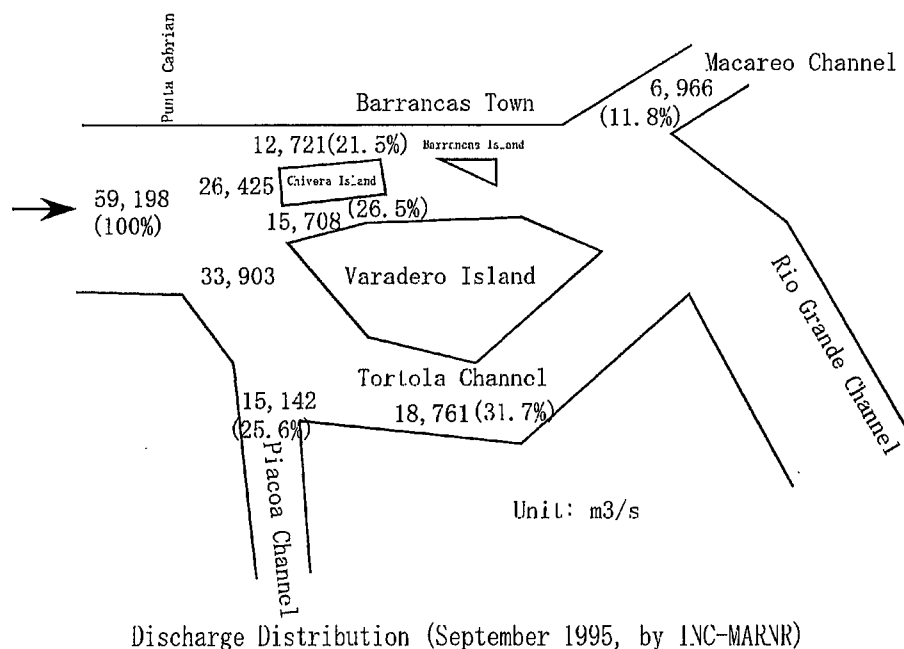 Punta Cabrian
Macareo Channel
6,966
(11.8%)
Barrancas Town
12,721(21.5%)
Barrancas Island
59,198
(100%)
26,425
Chivera Island
15,708
(26.5%)
33,903
Varadero Island
Rio Grande Channel
Tortola Channel
15,142
(25.6%)
18,761(31.7%)
Piacoa Channel
Unit: m3/s
Discharge Distribution (September 1995, by INC-MARNR)